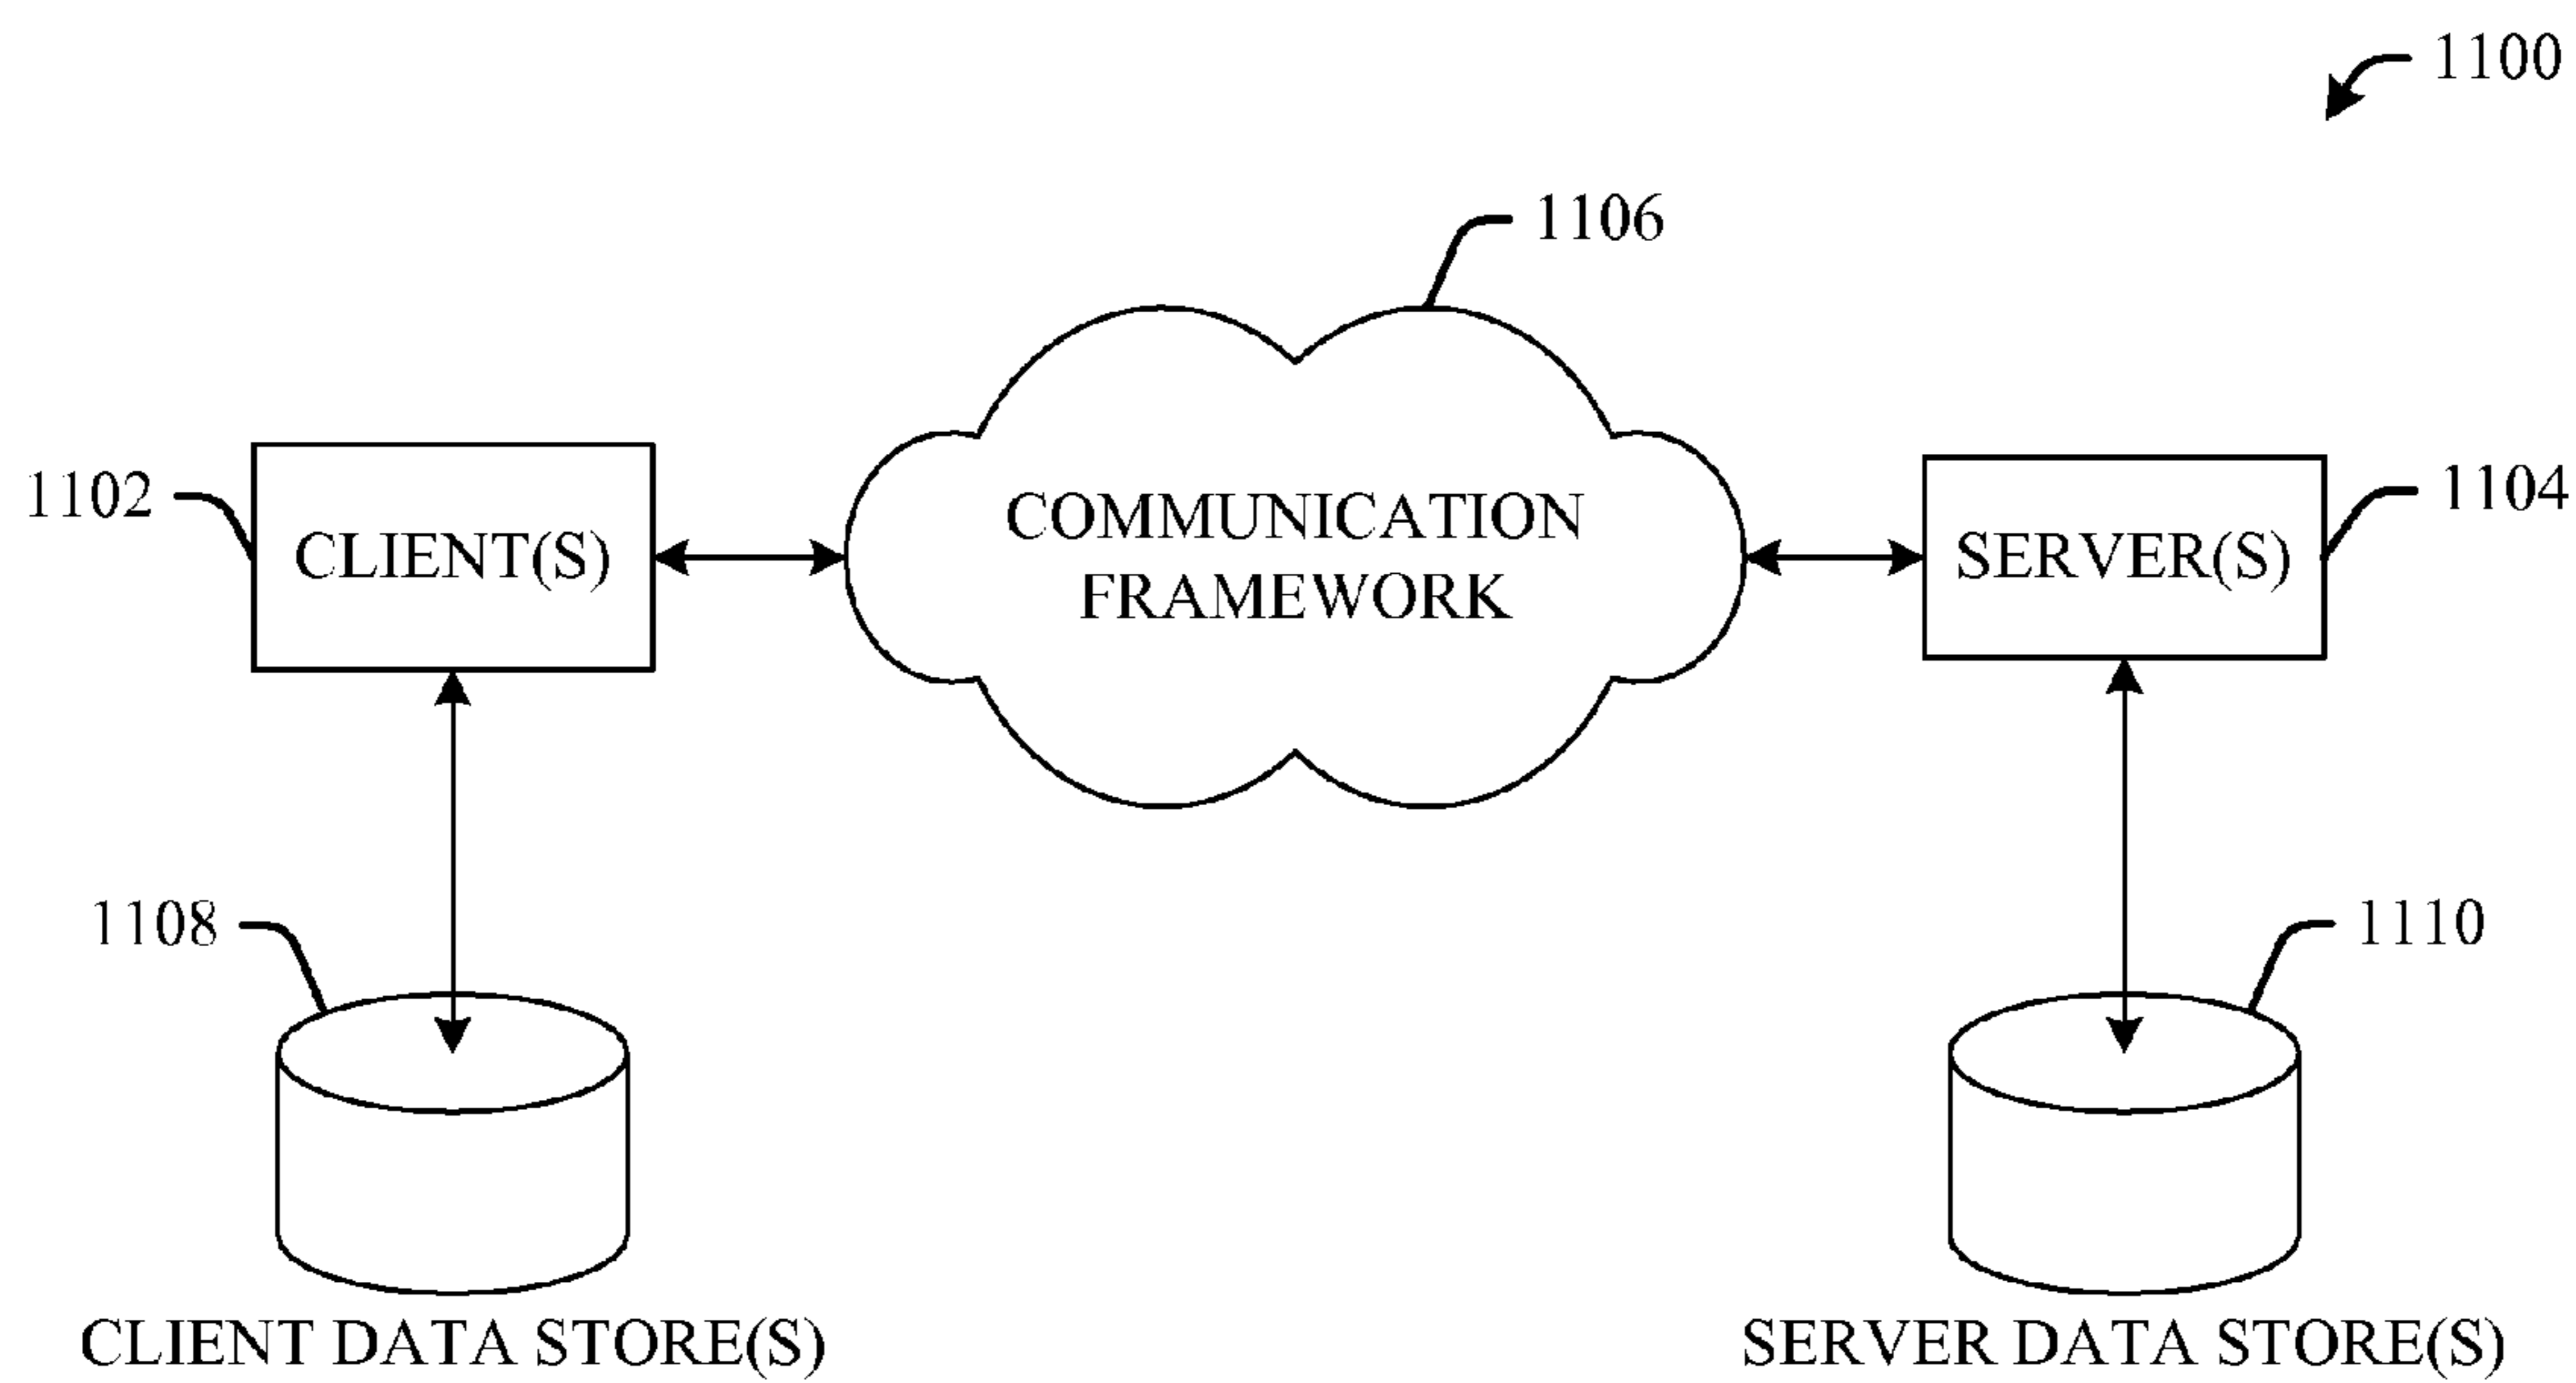 1100
1106
1102
CLIENT(S)
COMMUNICATION
FRAMEWORK
SERVER(S)
1104
1108
1110
CLIENT DATA STORE(S)
SERVER DATA STORE(S)